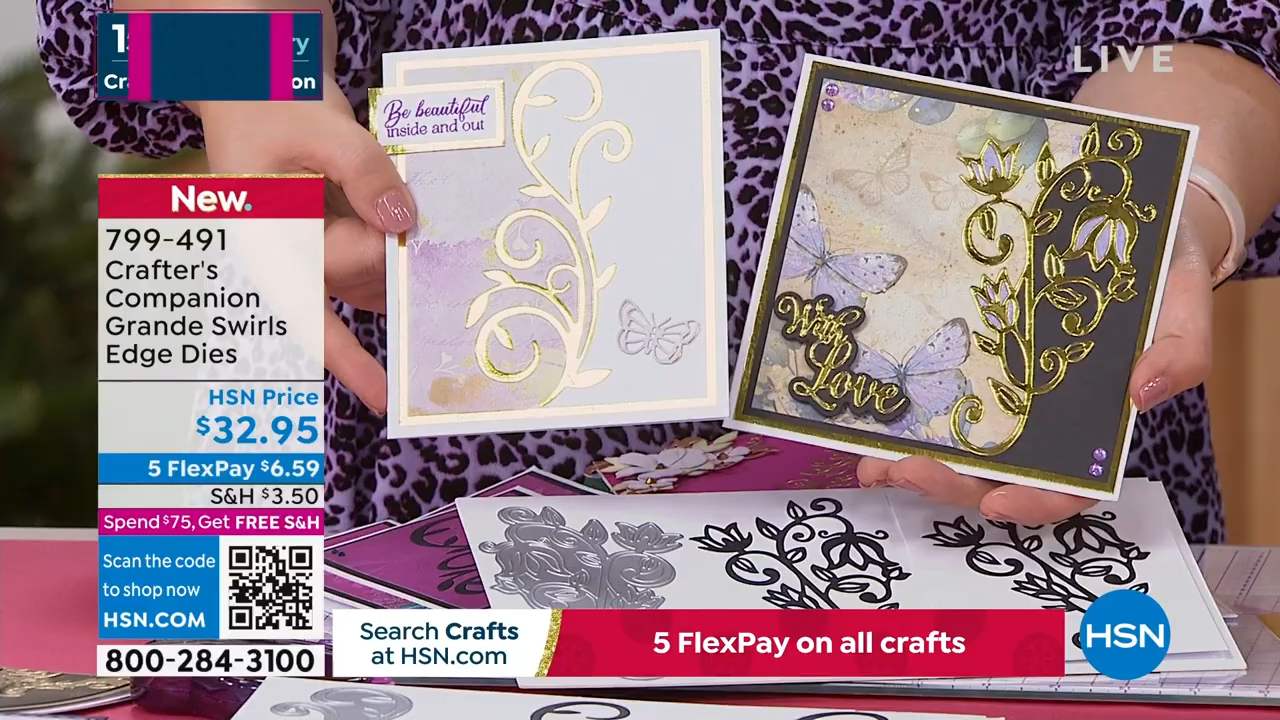 LIVE
Be beautiful
inside and out
With
Love
New.
799-491
Crafter's
Companion
Grande Swirls
Edge Dies
HSN Price
$32.95
5 FlexPay $6.59
S&H $3.50
Spend $75, Get FREE S&H
Scan the code
to shop now
HSN.COM
800-284-3100
Search Crafts
at HSN.com
5 FlexPay on all crafts
HSN